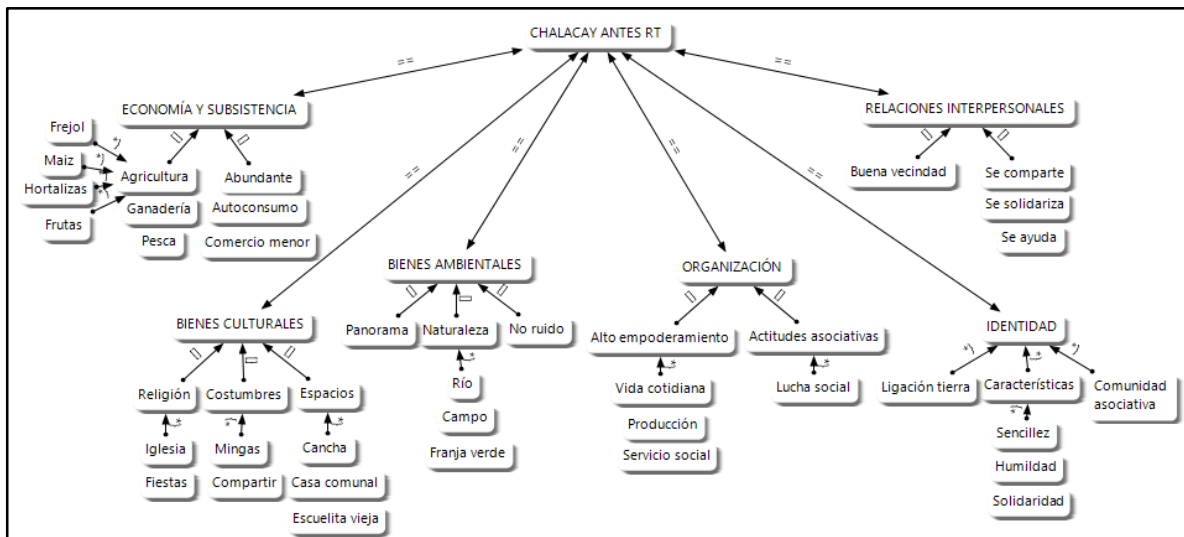 CHALACAY ANTES RT
==
==
==
==
==
==
ECONOMÍA Y SUBSISTENCIA
[]
[]
Frejol
*}
Maiz
*}
Hortalizas
*}
Frutas
*}
Agricultura
Ganadería
Pesca
Abundante
Autoconsumo
Comercio menor
BIENES CULTURALES
[]
[]
[]
Religión
*}
Iglesia
Fiestas
Costumbres
*}
Mingas
Compartir
Espacios
*}
Cancha
Casa comunal
Escuelita vieja
BIENES AMBIENTALES
[]
[]
[]
Panorama
Naturaleza
*}
Río
Campo
Franja verde
No ruido
ORGANIZACIÓN
[]
[]
Alto empoderamiento
*}
Vida cotidiana
Producción
Servicio social
Actitudes asociativas
*}
Lucha social
RELACIONES INTERPERSONALES
[]
[]
Buena vecindad
Se comparte
Se solidariza
Se ayuda
IDENTIDAD
*}
*}
*}
Ligación tierra
Características
*}
Sencillez
Humildad
Solidaridad
Comunidad
asociativa